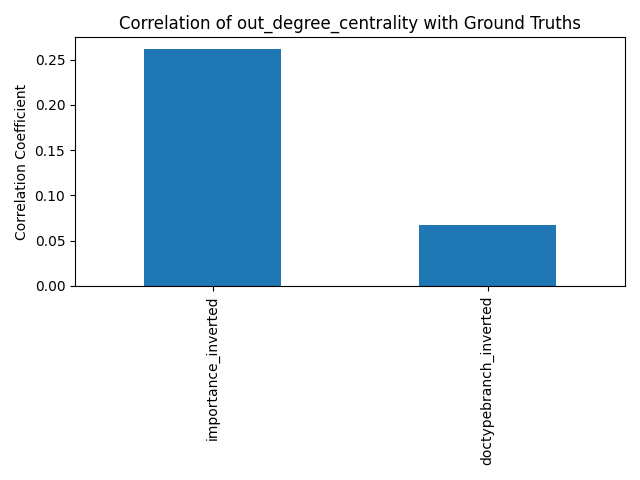 Correlation of out_degree_centrality with Ground Truths
Correlation Coefficient
0.25
0.20
0.15
0.10
0.05
0.00
importance_inverted
doctypebranch_inverted